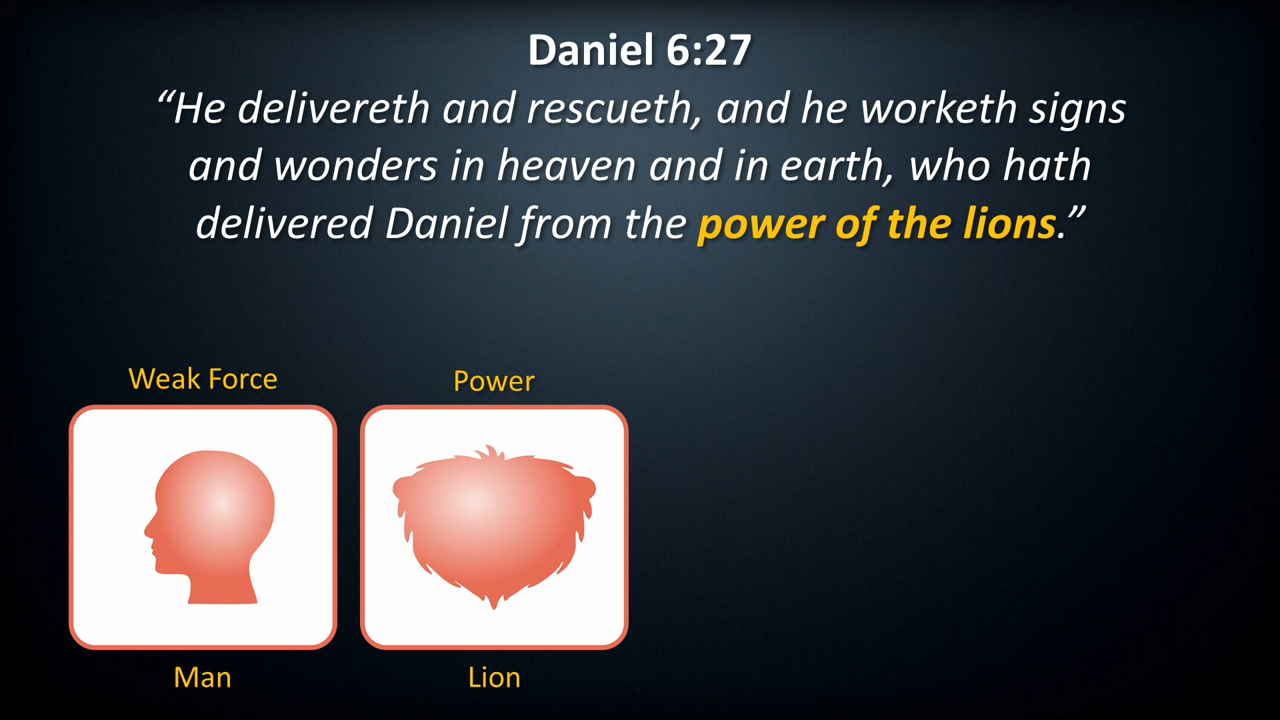 Daniel 6:27
“He delivereth and rescueth, and he worketh signs
and wonders in heaven and in earth, who hath
delivered Daniel from the power of the lions.”
Weak Force
Power
Man
Lion